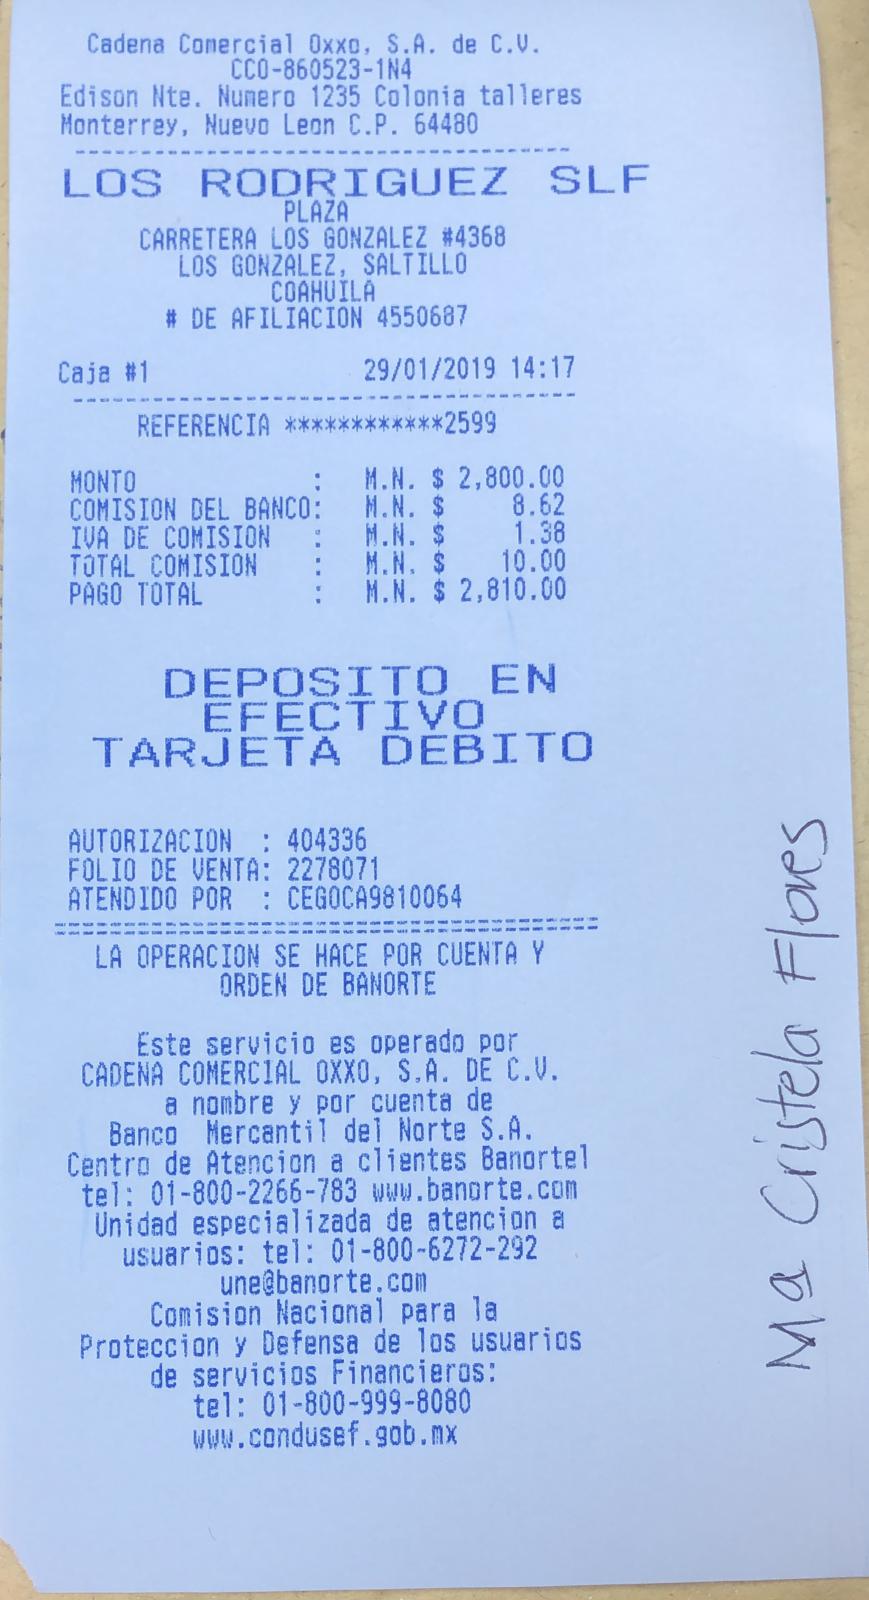 Cadena Comercial Oxxo, S.A. de C.V.
CCO-860523-1N4
Edison Nte. Numero 1235 Colonia talleres
Monterrey, Nuevo Leon C.P. 64480
------------------------------------
LOS RODRIGUEZ SLF
PLAZA
CARRETERA LOS GONZALEZ #4368
LOS GONZALEZ, SALTILLO
COAHUILA
# DE AFILIACION 4550687
Caja #1 29/01/2019 14:17
------------------------------------
REFERENCIA ************2599
MONTO : M.N. $ 2,800.00
COMISION DEL BANCO: M.N. $ 8.62
IVA DE COMISION : M.N. $ 1.38
TOTAL COMISION : M.N. $ 10.00
PAGO TOTAL : M.N. $ 2,810.00
DEPOSITO EN
EFECTIVO
TARJETA DEBITO
AUTORIZACION : 404336
FOLIO DE VENTA: 2278071
ATENDIDO POR : CEGOCA9810064
========================================
LA OPERACION SE HACE POR CUENTA Y
ORDEN DE BANORTE
Este servicio es operado por
CADENA COMERCIAL OXXO, S.A. DE C.V.
a nombre y por cuenta de
Banco Mercantil del Norte S.A.
Centro de Atencion a clientes Banortel
tel: 01-800-2266-783 www.banorte.com
Unidad especializada de atencion a
usuarios: tel: 01-800-6272-292
une@banorte.com
Comision Nacional para la
Proteccion y Defensa de los usuarios
de servicios Financieros:
tel: 01-800-999-8080
www.condusef.gob.mx
Ma Cristela Flores